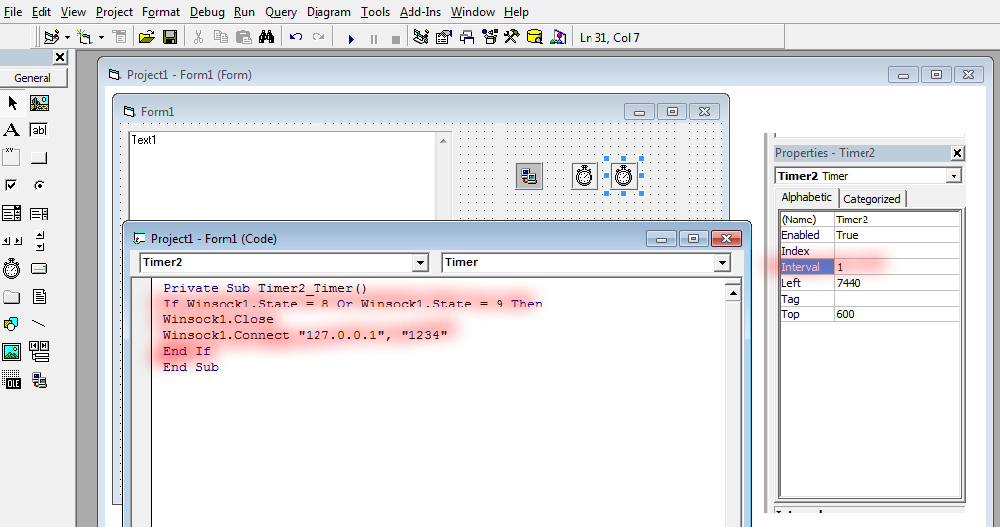 File Edit View Project Format Debug Run Query Diagram Tools Add-Ins Window Help
Ln 31, Col 7
General
A
ab|
XY
OLE
Project1 - Form1 (Form)
Form1
Text1
Project1 - Form1 (Code)
Timer2 Timer
Private Sub Timer2_Timer()
If Winsock1.State = 8 Or Winsock1.State = 9 Then
Winsock1.Close
Winsock1.Connect "127.0.0.1", "1234"
End If
End Sub
Properties - Timer2
Timer2 Timer
Alphabetic Categorized
(Name) Timer2
Enabled True
Index
Interval 1
Left 7440
Tag
Top 600